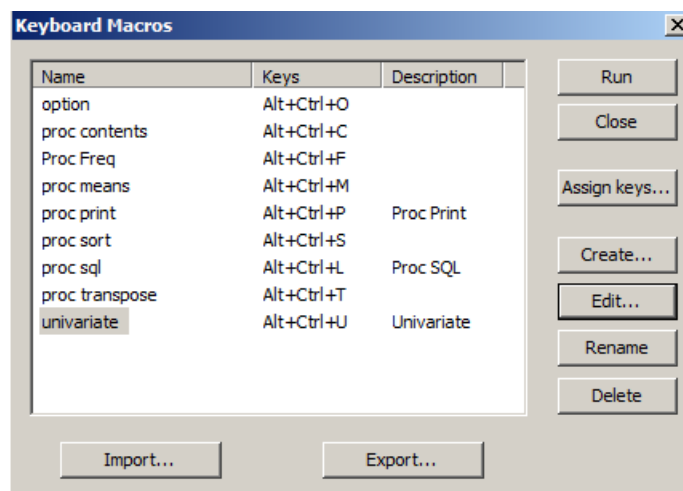 Keyboard Macros
Name Keys Description Run
option Alt+Ctrl+O
proc contents Alt+Ctrl+C Close
Proc Freq Alt+Ctrl+F
proc means Alt+Ctrl+M Assign keys...
proc print Alt+Ctrl+P Proc Print
proc sort Alt+Ctrl+S
proc sql Alt+Ctrl+L Proc SQL Create...
proc transpose Alt+Ctrl+T Edit...
univariate Alt+Ctrl+U Univariate
Rename
Delete
Import... Export...